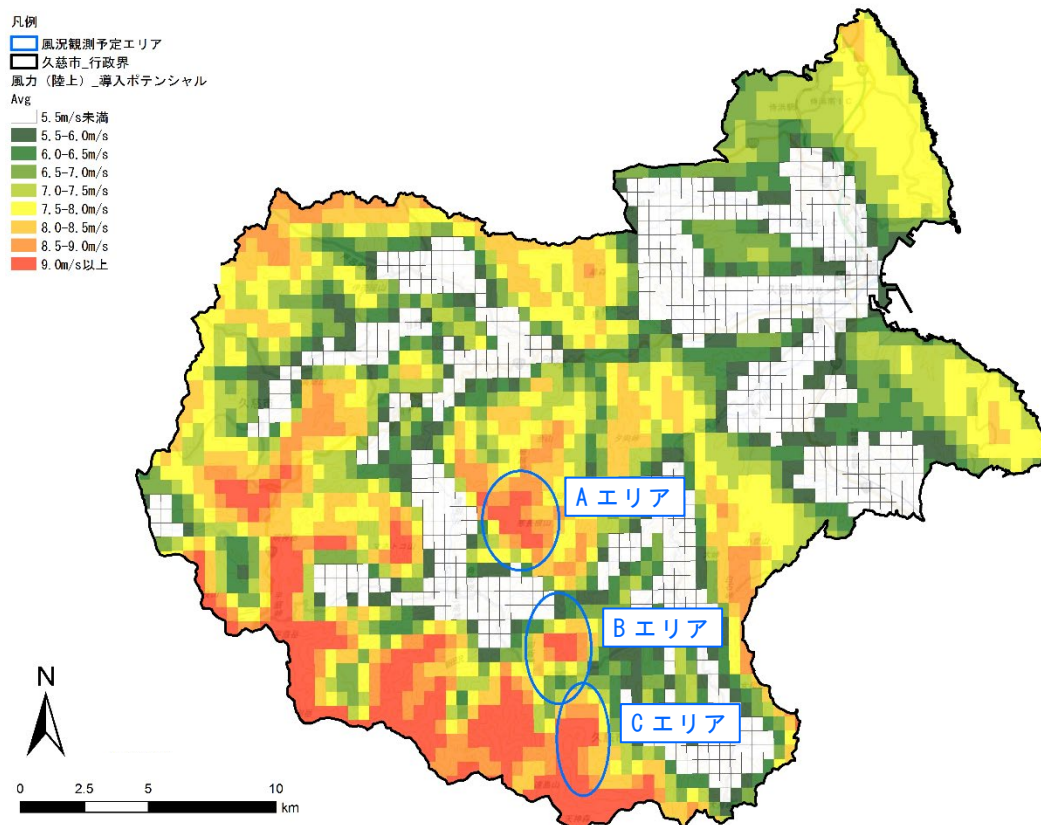 凡例
風況観測予定エリア
久慈市_行政界
風力（陸上）_導入ポテンシャル
Avg
5.5m/s未満
5.5-6.0m/s
6.0-6.5m/s
6.5-7.0m/s
7.0-7.5m/s
7.5-8.0m/s
8.0-8.5m/s
8.5-9.0m/s
9.0m/s以上
Aエリア
Bエリア
Cエリア
N
0 2.5 5 10
km